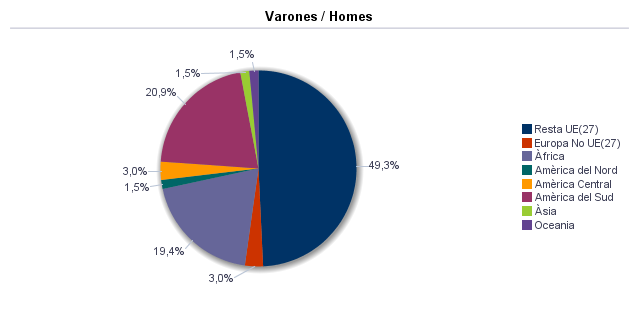 Varones / Homes
1,5%
1,5%
20,9%
49,3%
3,0%
1,5%
19,4%
3,0%
Resta UE(27)
Europa No UE(27)
Àfrica
Amèrica del Nord
Amèrica Central
Amèrica del Sud
Àsia
Oceania